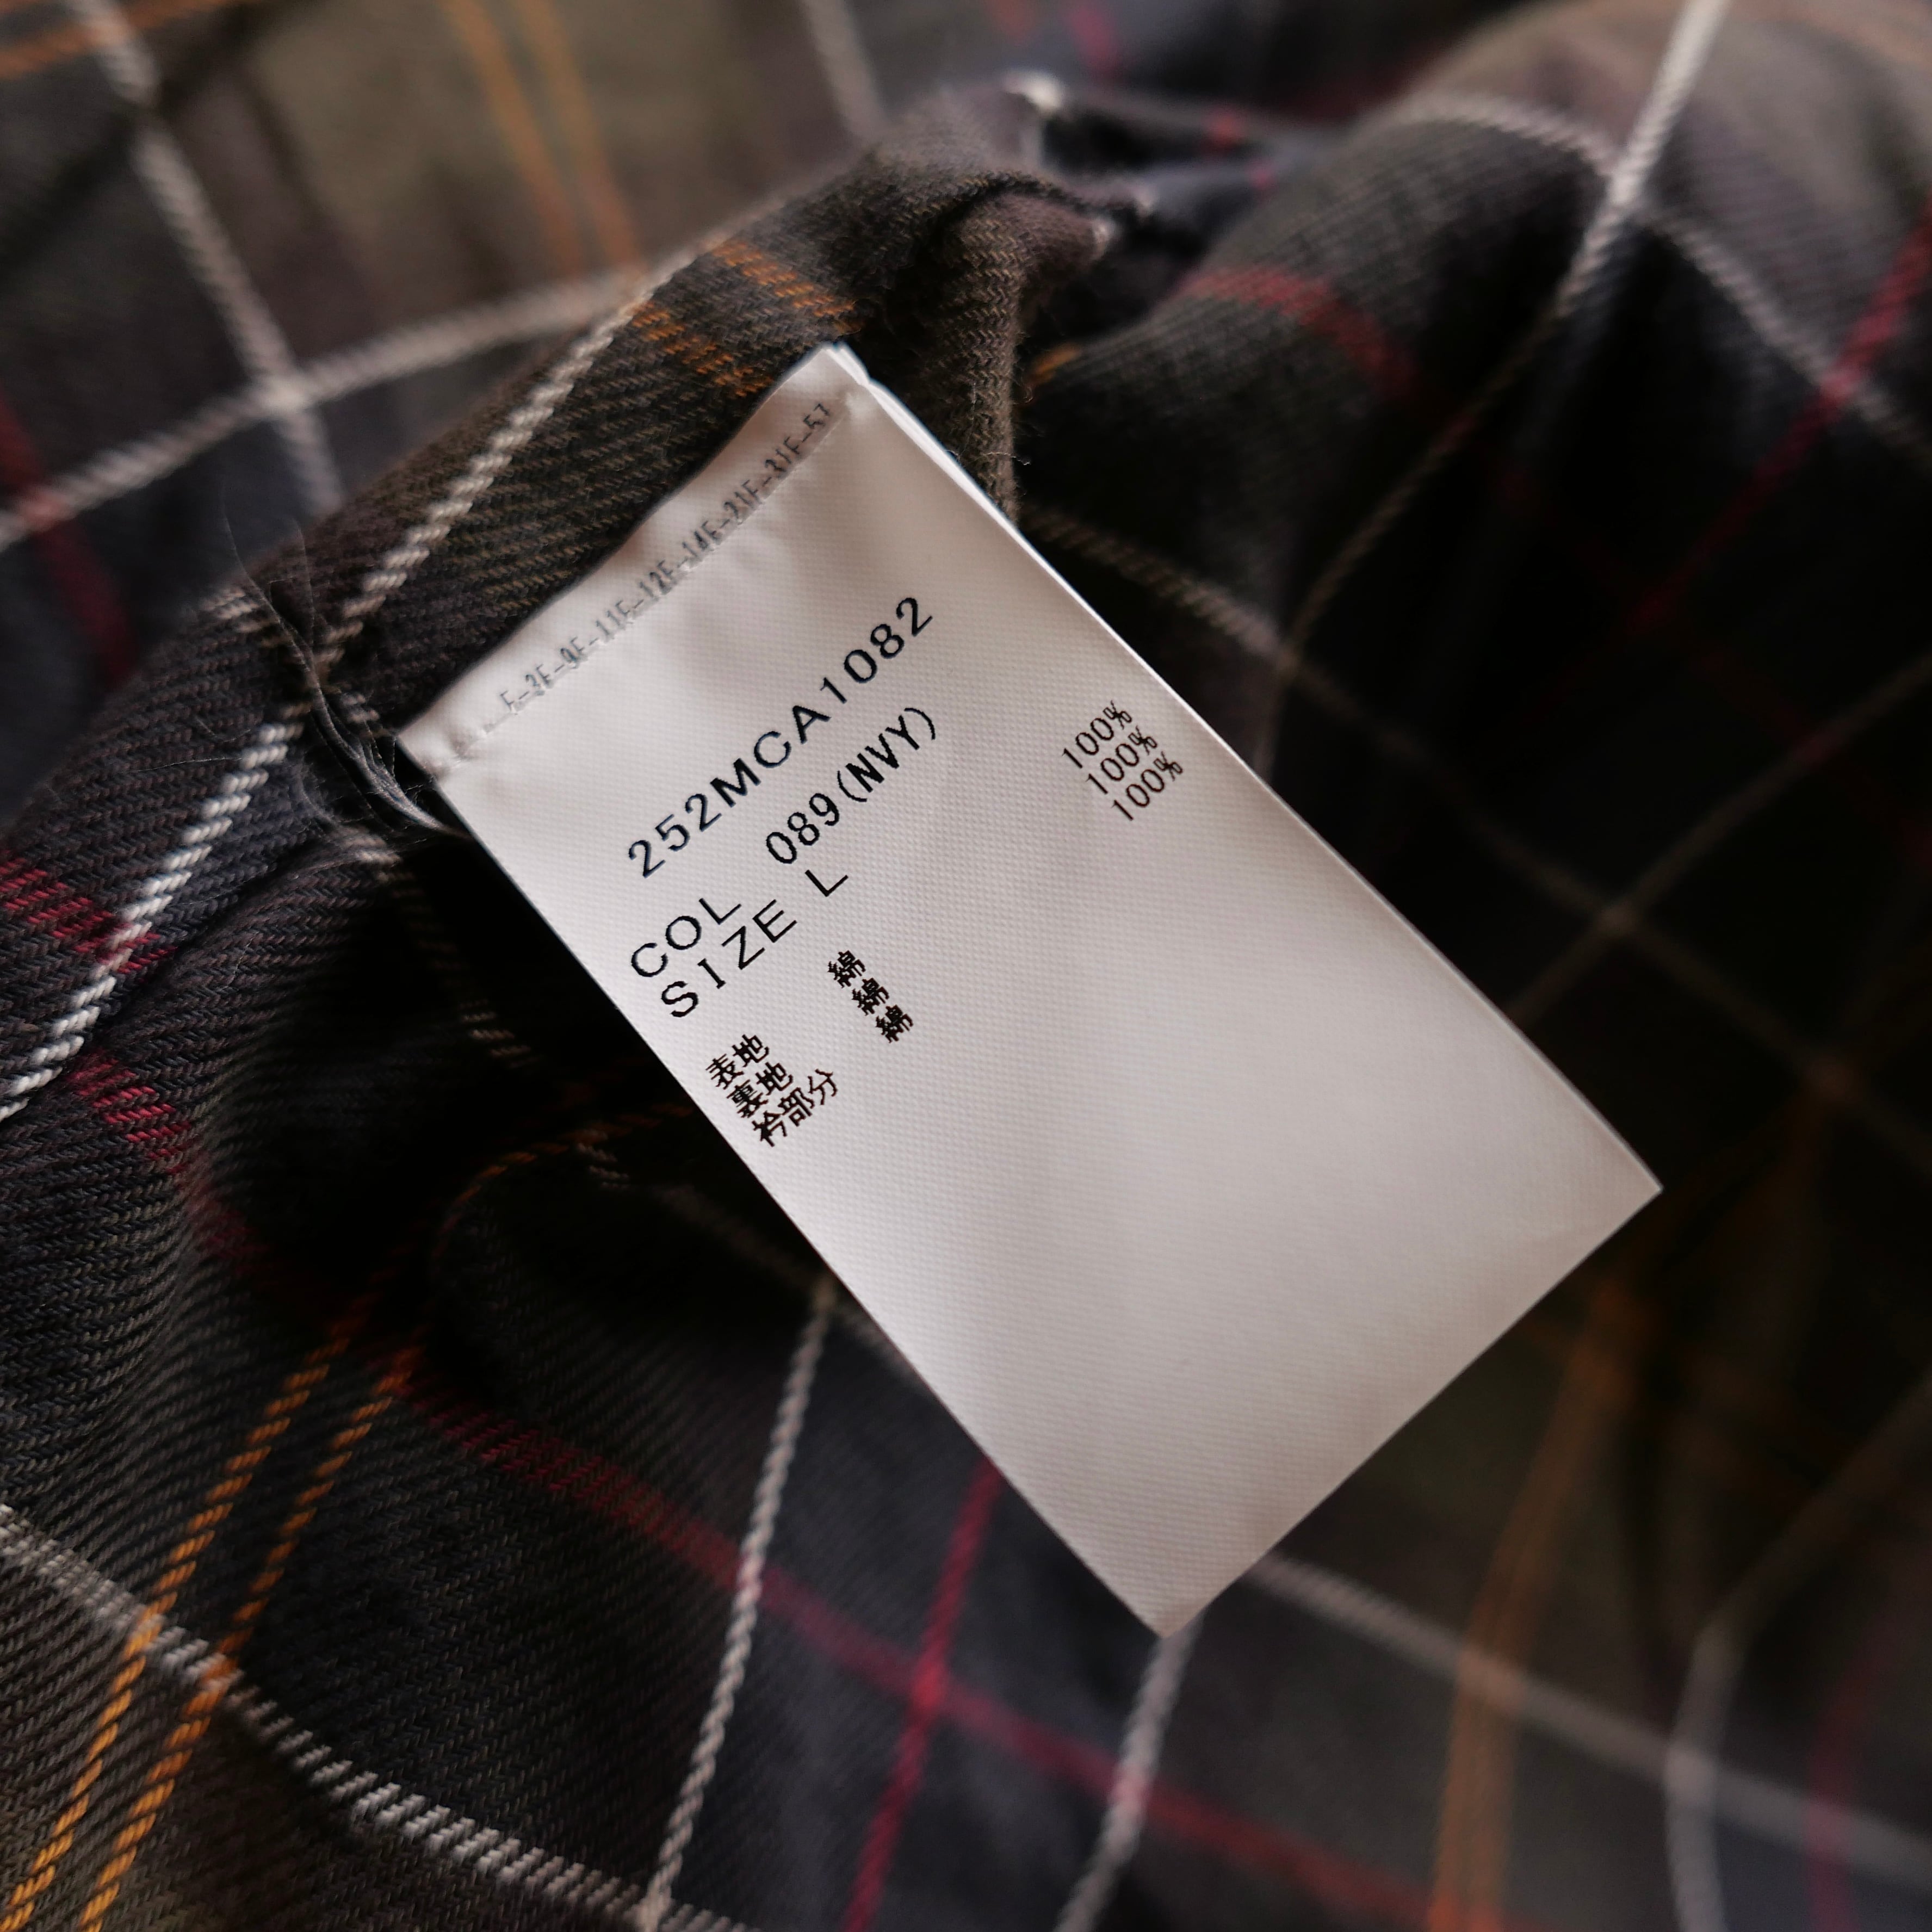 252MCA1082
COL 089(NVY)
SIZE L
表地 綿 100%
裏地 綿 100%
衿部分 綿 100%